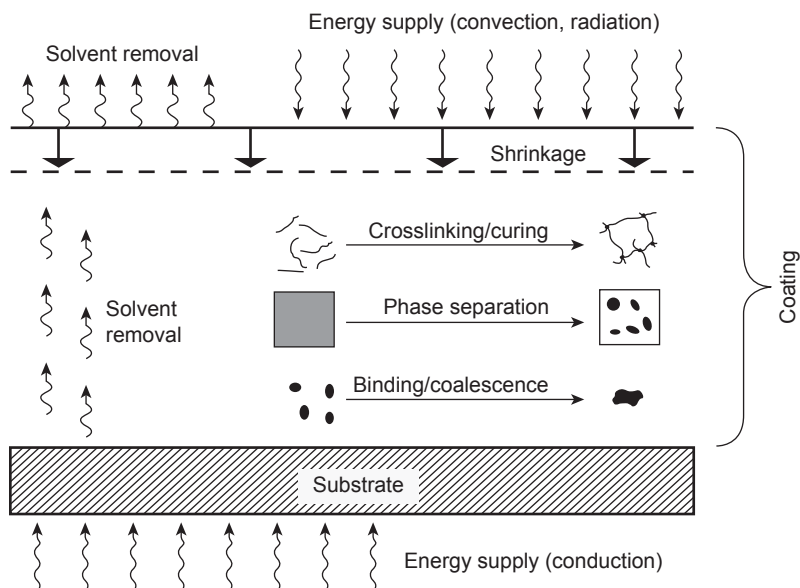 Energy supply (convection, radiation)
Solvent removal
Shrinkage
Crosslinking/curing
Phase separation
Solvent
removal
Binding/coalescence
Coating
Substrate
Energy supply (conduction)